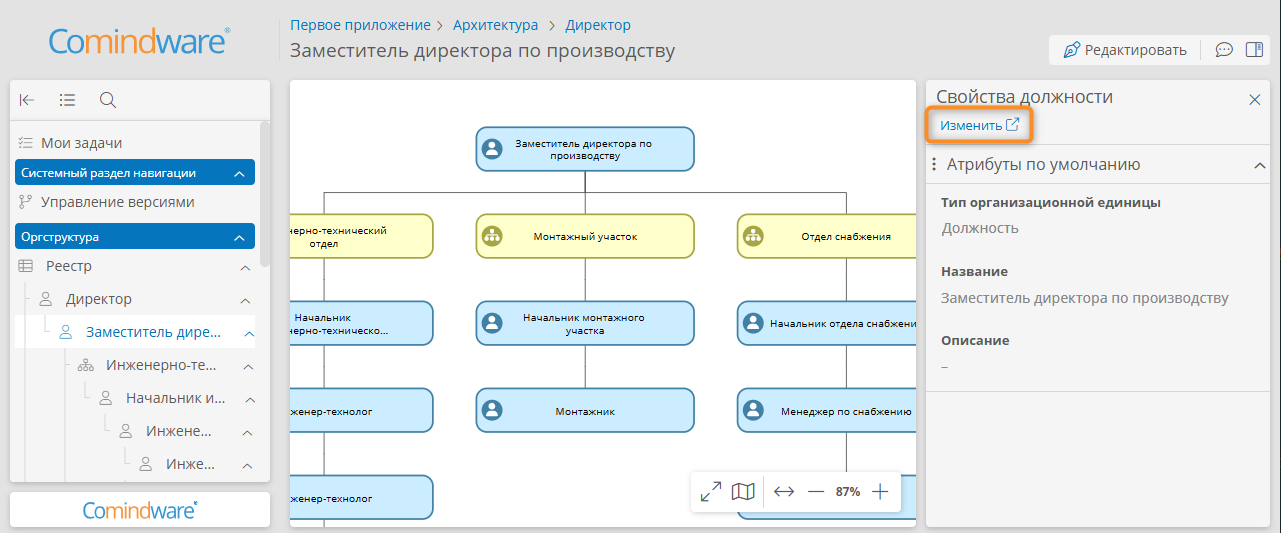 Comindware®
Первое приложение > Архитектура > Директор
Заместитель директора по производству
Редактировать
Мои задачи
Системный раздел навигации
Управление версиями
Оргструктура
Реестр
Директор
Заместитель дире...
Инженерно-те...
Начальник и...
Инжене...
Инже...
Comindware
Заместитель директора по
производству
нерно-технический
отдел
Монтажный участок
Отдел снабжения
Начальник
нерно-техническо...
Начальник монтажного
участка
Начальник отдела снабжени
женер-технолог
Монтажник
Менеджер по снабжению
женер-технолог
87%
Свойства должности
Изменить
Атрибуты по умолчанию
Тип организационной единицы
Должность
Название
Заместитель директора по производству
Описание
–